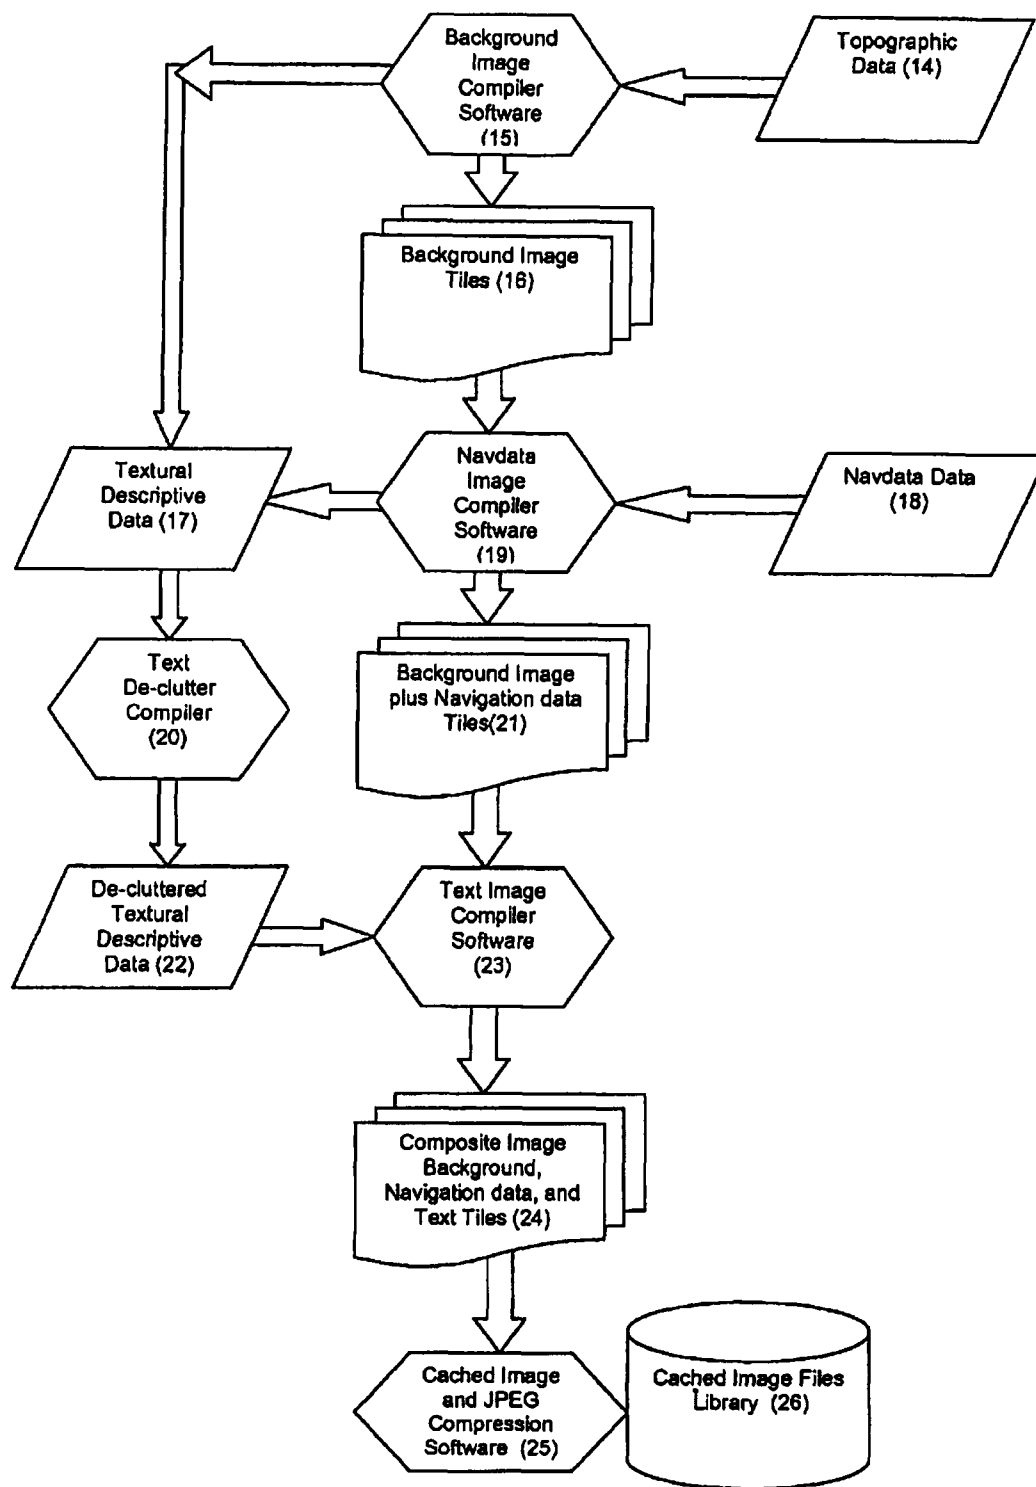 Background
Image
Compiler
Software
(15)
Topographic
Data (14)
Background Image
Tiles (16)
Textural
Descriptive
Data (17)
Navdata
Image
Compiler
Software
(19)
Navdata Data
(18)
Text
De-clutter
Compiler
(20)
Background Image
plus Navigation data
Tiles(21)
De-cluttered
Textural
Descriptive
Data (22)
Text Image
Compiler
Software
(23)
Composite Image
Background,
Navigation data, and
Text Tiles (24)
Cached Image
and JPEG
Compression
Software (25)
Cached Image Files
Library (26)